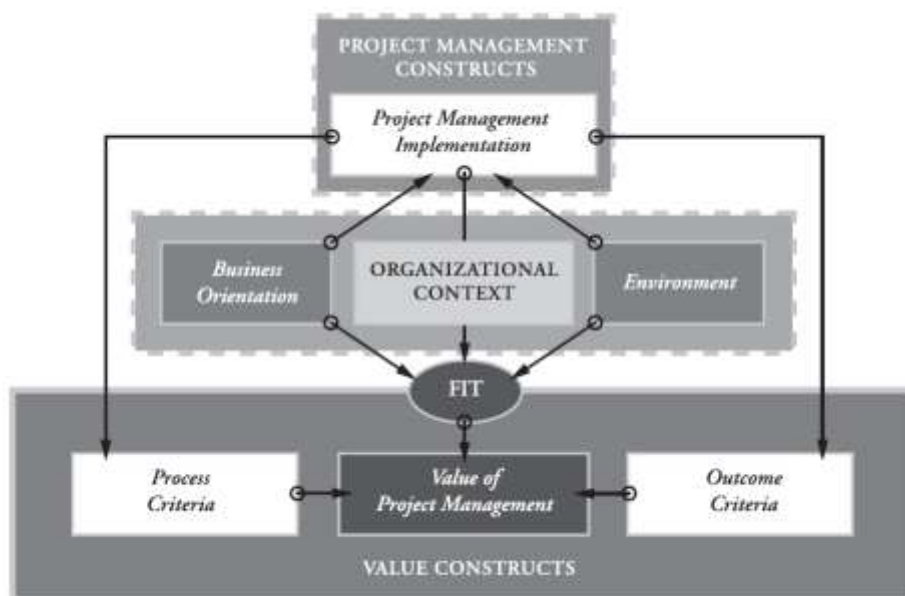 PROJECT MANAGEMENT
CONSTRUCTS
Project Management
Implementation
Business
Orientation
ORGANIZATIONAL
CONTEXT
Environment
FIT
Process
Criteria
Value of
Project Management
Outcome
Criteria
VALUE CONSTRUCTS